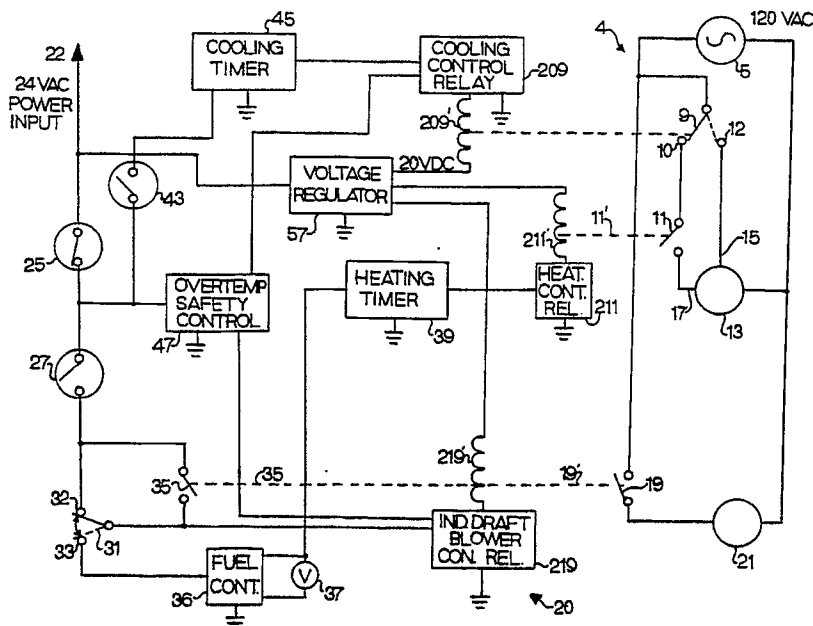 45
22
24 VAC
POWER
INPUT
COOLING
TIMER
COOLING
CONTROL
RELAY
209
4
120 VAC
5
209'
9
10
12
20VDC
43
VOLTAGE
REGULATOR
57
11'
11
211'
15
25
OVERTEMP
SAFETY
CONTROL
47
HEATING
TIMER
39
HEAT.
CONT.
REL.
211
17
13
27
219'
35
35
19'
19
32
33
31
IND. DRAFT
BLOWER
CON. REL.
219
21
FUEL
CONT.
36
V
37
20